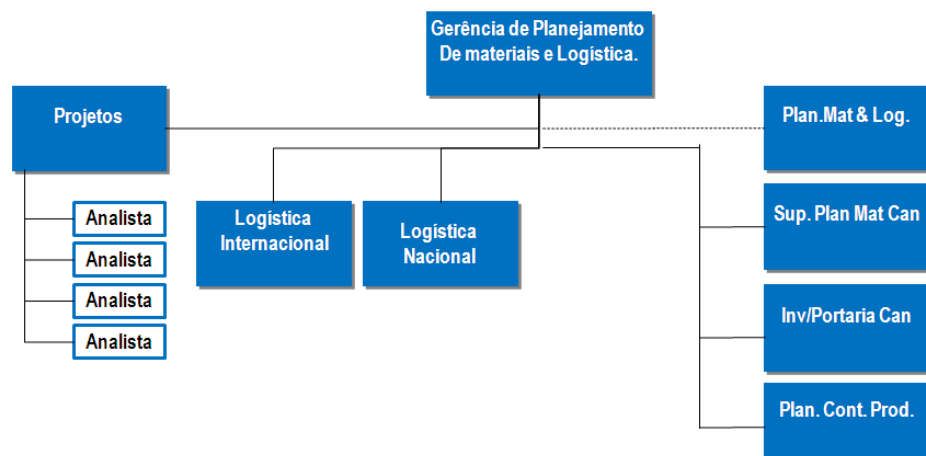 Gerência de Planejamento
De materiais e Logística.
Projetos
Plan.Mat & Log.
Analista
Analista
Analista
Analista
Logística
Internacional
Logística
Nacional
Sup. Plan Mat Can
Inv/Portaria Can
Plan. Cont. Prod.